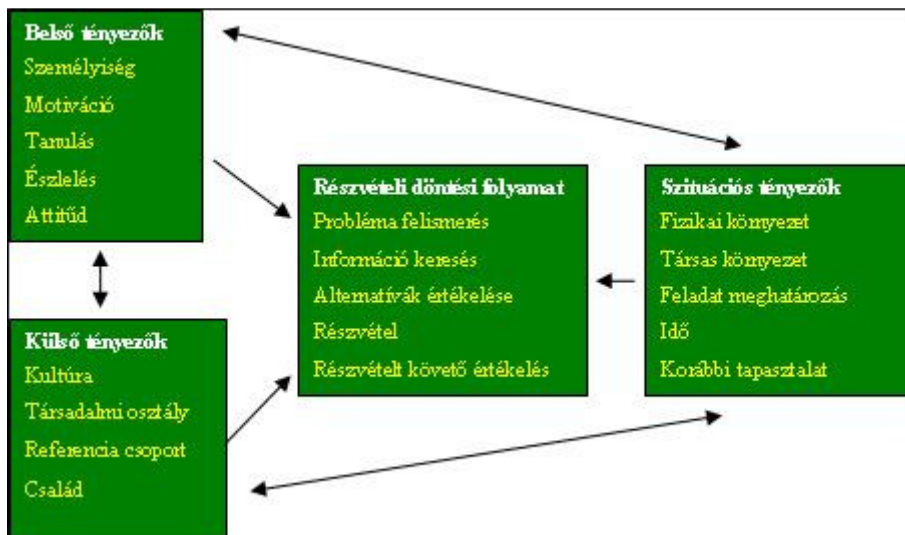 Belső tényezők
Személyiség
Motiváció
Tanulás
Észlelés
Attitűd
Külső tényezők
Kultúra
Társadalmi osztály
Referencia csoport
Család
Részvételi döntési folyamat
Probléma felismerés
Információ keresés
Alternatívák értékelése
Részvétel
Részvételt követő értékelés
Szituációs tényezők
Fizikai környezet
Társas környezet
Feladat meghatározás
Idő
Korábbi tapasztalat